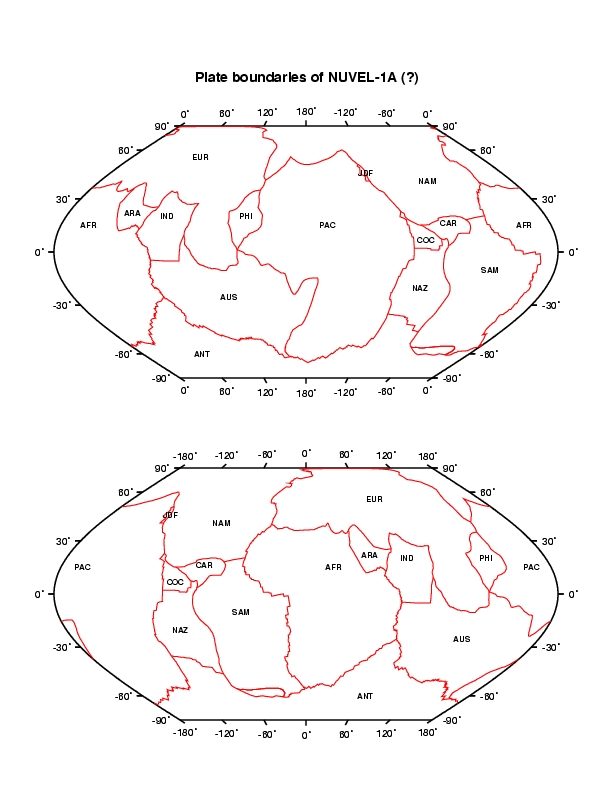 Plate boundaries of NUVEL-1A (?)
0° 60° 120° 180° -120° -60° 0°
90° 90°
60° 60°
JDF
EUR NAM
30° 30°
ARA IND PHI CAR
AFR PAC AFR
COC
0° 0°
SAM
NAZ
AUS
-30° -30°
-60° ANT -60°
-90° -90°
0° 60° 120° 180° -120° -60° 0°
-180° -120° -60° 0° 60° 120° 180°
90° 90°
60° 60°
EUR
JDF
NAM
30° 30°
ARA IND PHI
PAC CAR AFR PAC
COC
0° 0°
SAM
NAZ
AUS
-30° -30°
-60° ANT -60°
-90° -90°
-180° -120° -60° 0° 60° 120° 180°